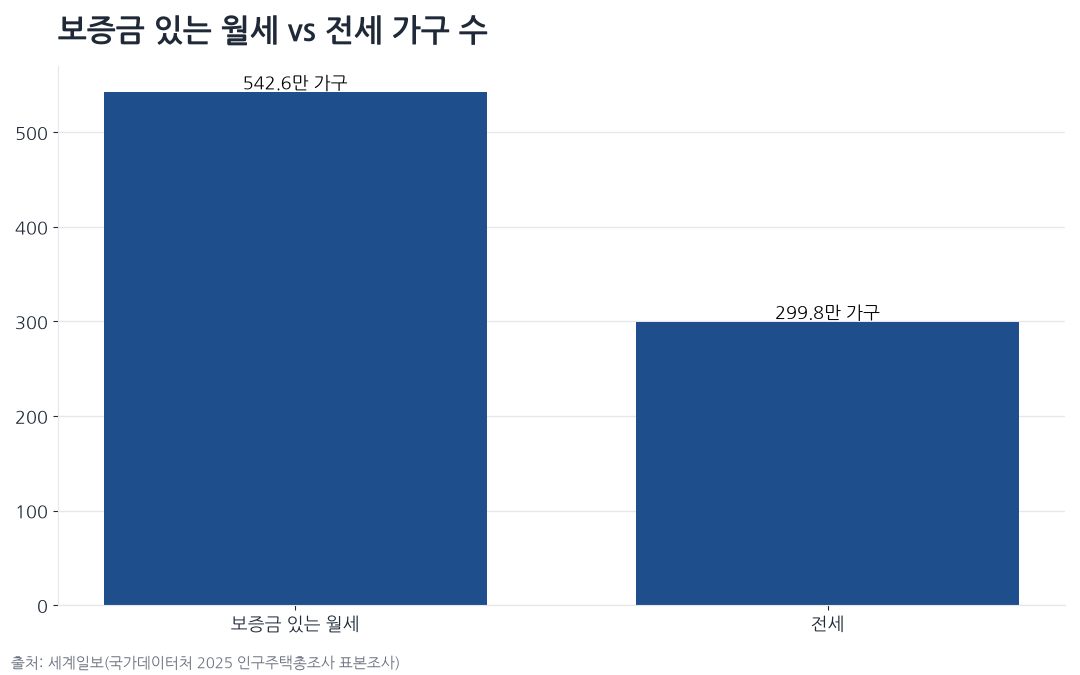 보증금 있는 월세 vs 전세 가구 수
542.6만 가구
299.8만 가구
500
400
300
200
100
0
보증금 있는 월세
전세
출처: 세계일보(국가데이터처 2025 인구주택총조사 표본조사)